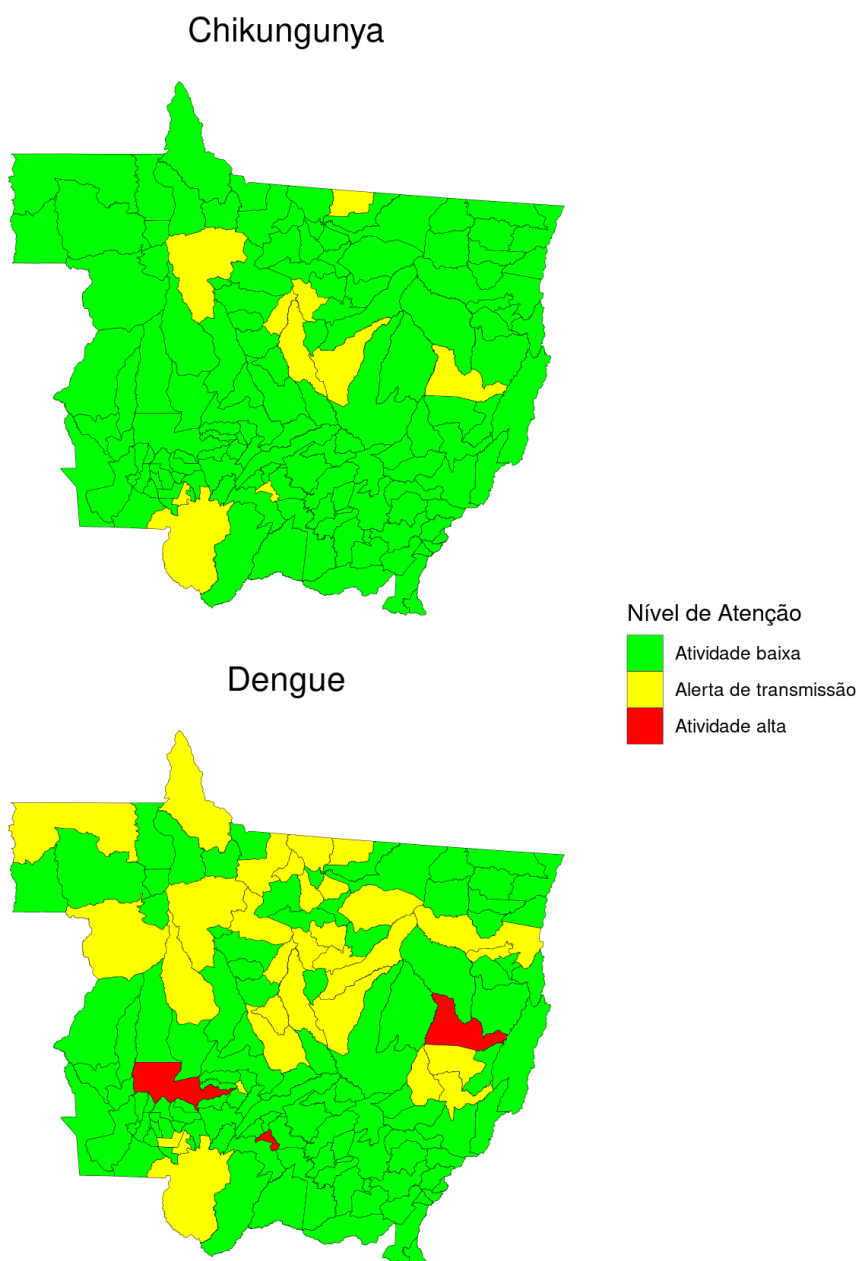 Chikungunya
Nível de Atenção
Atividade baixa
Alerta de transmissão
Atividade alta
Dengue